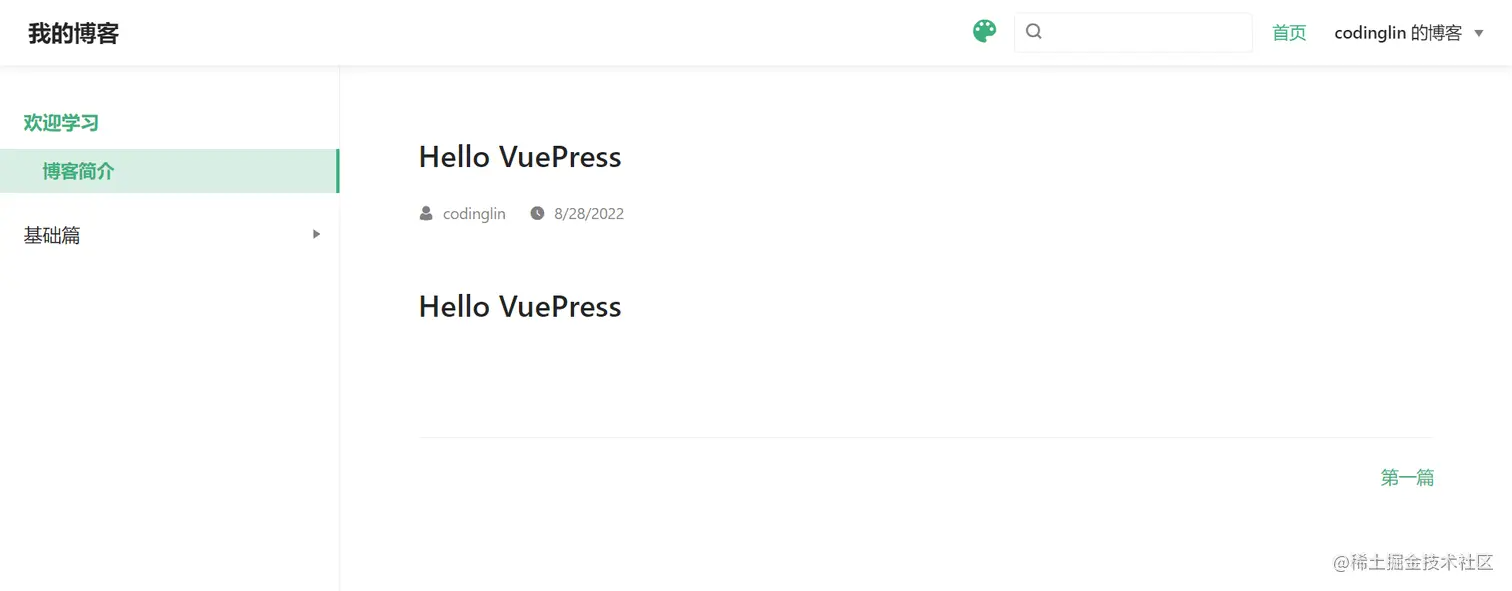 我的博客
首页
codinglin 的博客
欢迎学习
博客简介
基础篇
Hello VuePress
codinglin 8/28/2022
Hello VuePress
第一篇
@稀土掘金技术社区